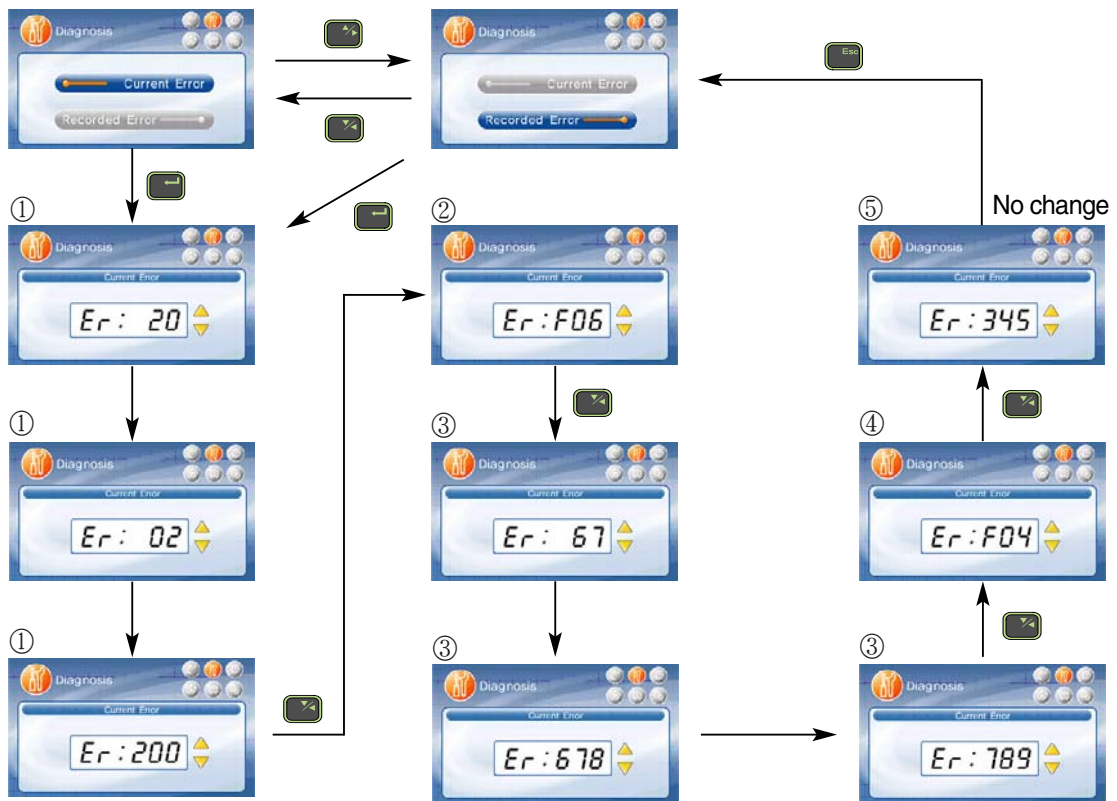 Diagnosis
Current Error
Recorded Error
Diagnosis
Current Error
Recorded Error
Esc
①
Diagnosis
Current Error
Er: 20
②
Diagnosis
Current Error
Er:F06
⑤
No change
Diagnosis
Current Error
Er:345
①
Diagnosis
Current Error
Er: 02
③
Diagnosis
Current Error
Er: 67
④
Diagnosis
Current Error
Er:F04
①
Diagnosis
Current Error
Er:200
③
Diagnosis
Current Error
Er:678
③
Diagnosis
Current Error
Er:789